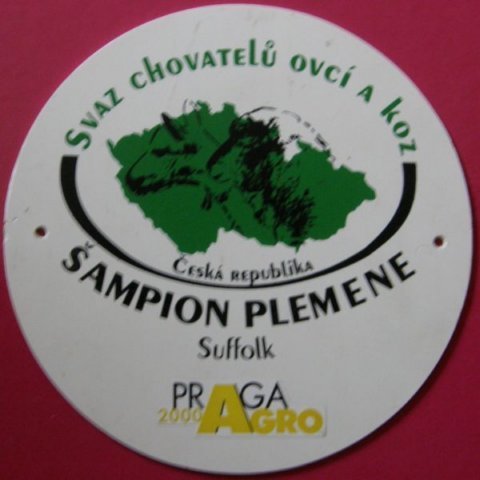 Svaz chovatelů ovcí a koz
Česká republika
ŠAMPION PLEMENE
Suffolk
PRAGA
2000 AGRO